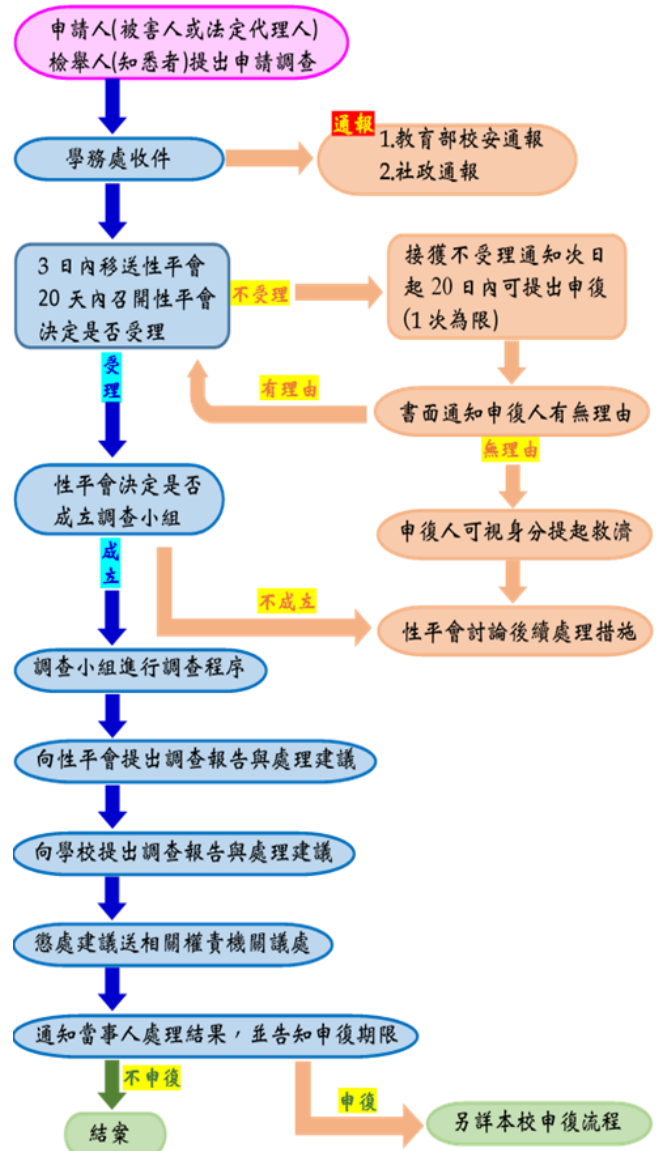 申請人(被害人或法定代理人)
檢舉人(知悉者)提出申請調查
學務處收件
通報
1.教育部校安通報
2.社政通報
3 日內移送性平會
20 天內召開性平會
決定是否受理
不受理
接獲不受理通知次日
起 20 日內可提出申復
(1 次為限)
受理
有理由
書面通知申復人有無理由
無理由
性平會決定是否
成立調查小組
申復人可視身分提起救濟
成立
不成立
性平會討論後續處理措施
調查小組進行調查程序
向性平會提出調查報告與處理建議
向學校提出調查報告與處理建議
懲處建議送相關權責機關議處
通知當事人處理結果，並告知申復期限
不申復
申復
結案
另詳本校申復流程